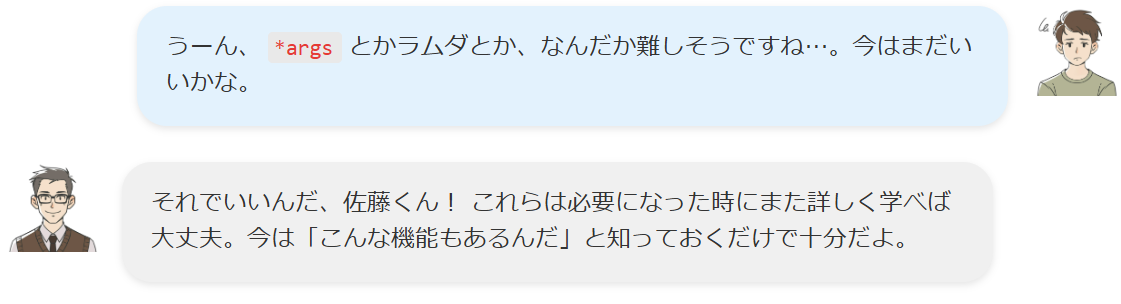 うーん、 *args とかラムダとか、なんだか難しそうですね…。今はまだい
いかな。
それでいいんだ、佐藤くん！ これらは必要になった時にまた詳しく学べば
大丈夫。今は「こんな機能もあるんだ」と知っておくだけで十分だよ。